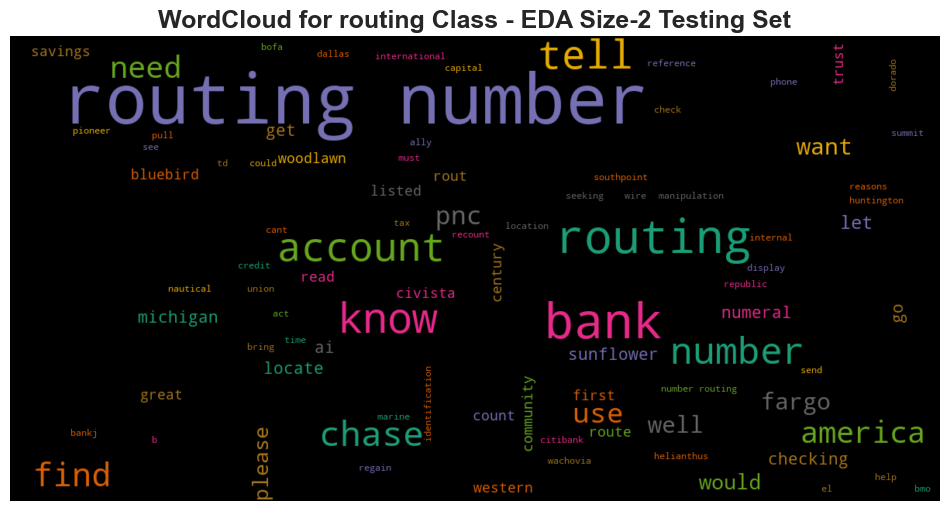 WordCloud for routing Class - EDA Size-2 Testing Set
savings
bofa
dallas
international
capital
tell
reference
phone
trust
dorado
need
routing number
check
pioneer
pull
get
see
ally
summit
want
td
could
woodlawn
must
bluebird
rout
southpoint
listed
seeking
wire
manipulation
reasons
huntington
pnc
tax
location
let
cant
recount
routing
internal
account
century
credit
read
display
republic
nautical
union
civista
michigan
act
know
bank
numeral
go
time
bring
ai
sunflower
number
locate
send
identification
great
community
first
number routing
fargo
marine
count
use
chase
route
well
america
bankj
b
citibank
please
helianthus
checking
wachovia
regain
find
western
would
help
el
bmo